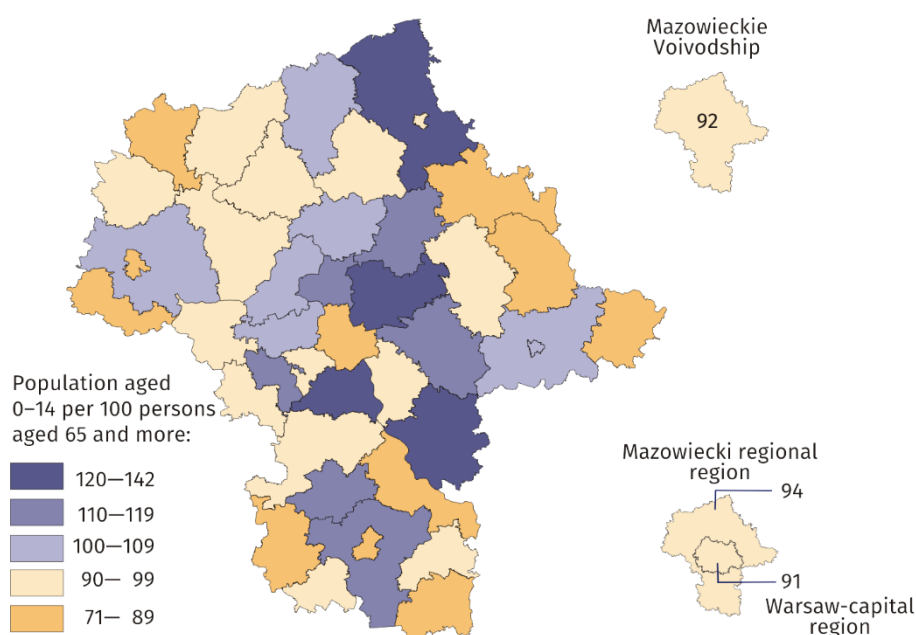 Mazowieckie
Voivodship
92
Population aged
0–14 per 100 persons
aged 65 and more:
120—142
110—119
100—109
90— 99
71— 89
Mazowiecki regional
region
94
91
Warsaw-capital
region